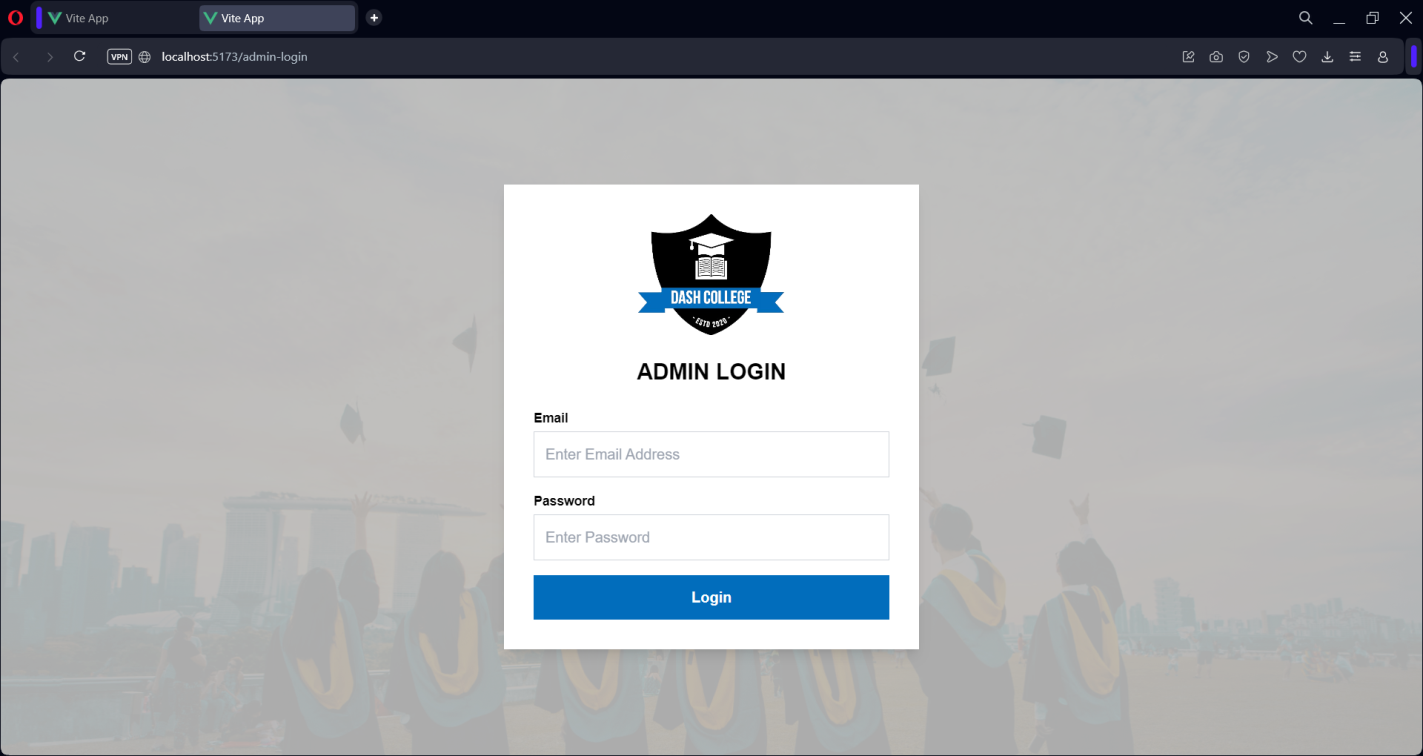 Vite App
Vite App
VPN
localhost:5173/admin-login
DASH COLLEGE
· ESTD 2020 ·
ADMIN LOGIN
Email
Enter Email Address
Password
Enter Password
Login